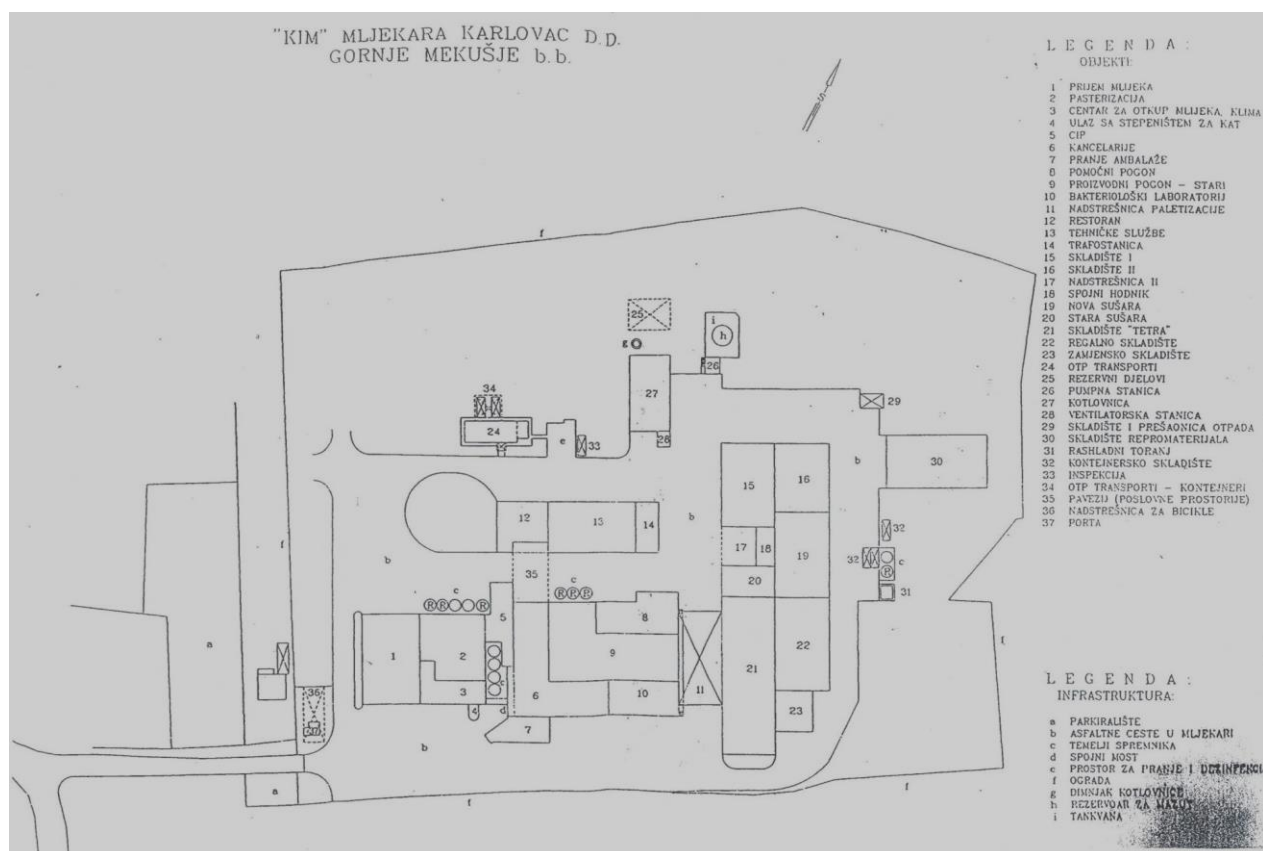 "KIM" MLJEKARA KARLOVAC D.D.
GORNJE MEKUŠJE b.b.
S
LEGENDA:
OBJEKTI:
1 PRIJEM MLIJEKA
2 PASTERIZACIJA
3 CENTAR ZA OTKUP MLIJEKA, KLIMA
4 ULAZ SA STEPENIŠTEM ZA KAT
5 CIP
6 KANCELARIJE
7 PRANJE AMBALAŽE
8 POMOĆNI POGON
9 PROIZVODNI POGON - STARI
10 BAKTERIOLOŠKI LABORATORIJ
11 NADSTREŠNICA PALETIZACIJE
12 RESTORAN
13 TEHNIČKE SLUŽBE
14 TRAFOSTANICA
15 SKLADIŠTE I
16 SKLADIŠTE II
17 NADSTREŠNICA II
18 SPOJNI HODNIK
19 NOVA SUŠARA
20 STARA SUŠARA
21 SKLADIŠTE "TETRA"
22 REGALNO SKLADIŠTE
23 ZAMJENSKO SKLADIŠTE
24 OTP TRANSPORTI
25 REZERVNI DJELOVI
26 PUMPNA STANICA
27 KOTLOVNICA
28 VENTILATORSKA STANICA
29 SKLADIŠTE I PREŠAONICA OTPADA
30 SKLADIŠTE REPROMATERIJALA
31 RASHLADNI TORANJ
32 KONTEJNERSKO SKLADIŠTE
33 INSPEKCIJA
34 OTP TRANSPORTI - KONTEJNERI
35 PAVEZIJ (POSLOVNE PROSTORIJE)
36 NADSTREŠNICA ZA BICIKLE
37 PORTA
f
25
i
h
g
26
34
27
29
24
e
33
28
b
30
15
16
12
13
14
b
32
17
18
19
32
c
R
f
b
35
c
20
31
c
R R R
R R R
5
8
f
a
1
2
9
22
c
21
3
6
10
11
36
4
d
23
7
37
b
a
f
f
LEGENDA:
INFRASTRUKTURA:
a PARKIRALIŠTE
b ASFALTNE CESTE U MLJEKARI
c TEMELJI SPREMNIKA
d SPOJNI MOST
e PROSTOR ZA PRANJE I DEZINFEKCI
f OGRADA
g DIMNJAK KOTLOVNICE
h REZERVOAR ZA MAZUT
i TANKVANA